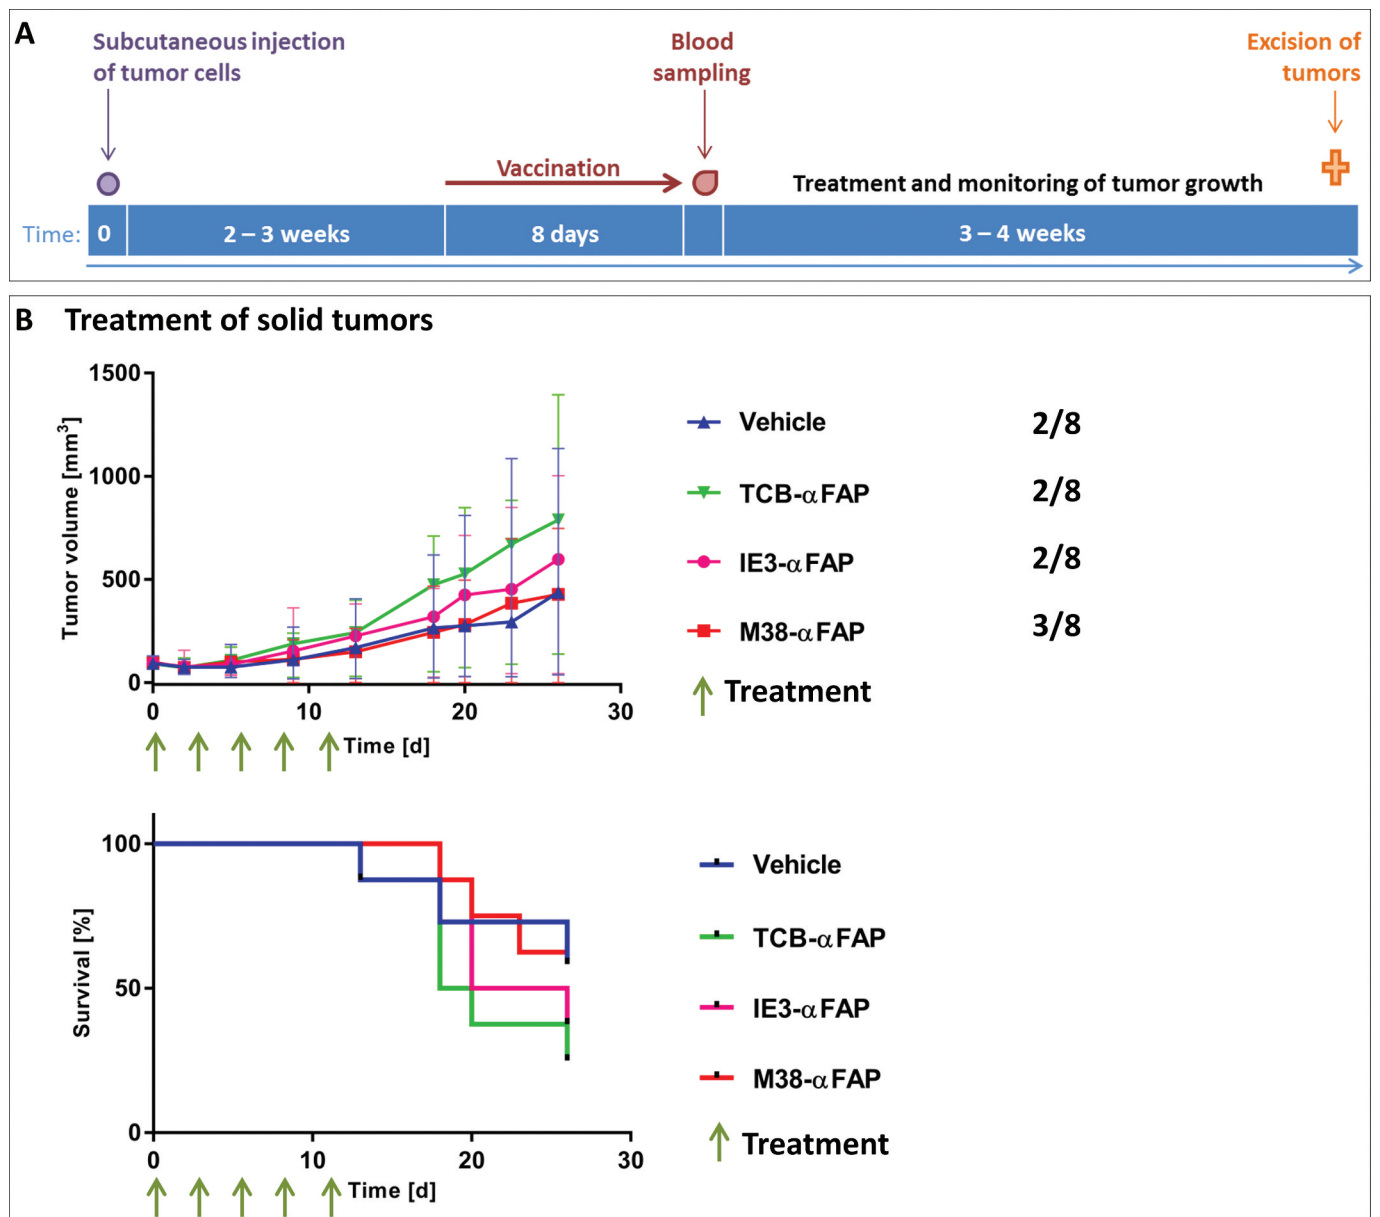 A
Subcutaneous injection
of tumor cells
Blood
sampling
Excision of
tumors
Vaccination
Treatment and monitoring of tumor growth
Time: 0 2 – 3 weeks 8 days 3 – 4 weeks
B Treatment of solid tumors
Tumor volume [mm³]
1500
1000
500
0
0 10 20 30
Time [d]
Vehicle 2/8
TCB-αFAP 2/8
IE3-αFAP 2/8
M38-αFAP 3/8
Treatment
Survival [%]
100
50
0
0 10 20 30
Time [d]
Vehicle
TCB-αFAP
IE3-αFAP
M38-αFAP
Treatment